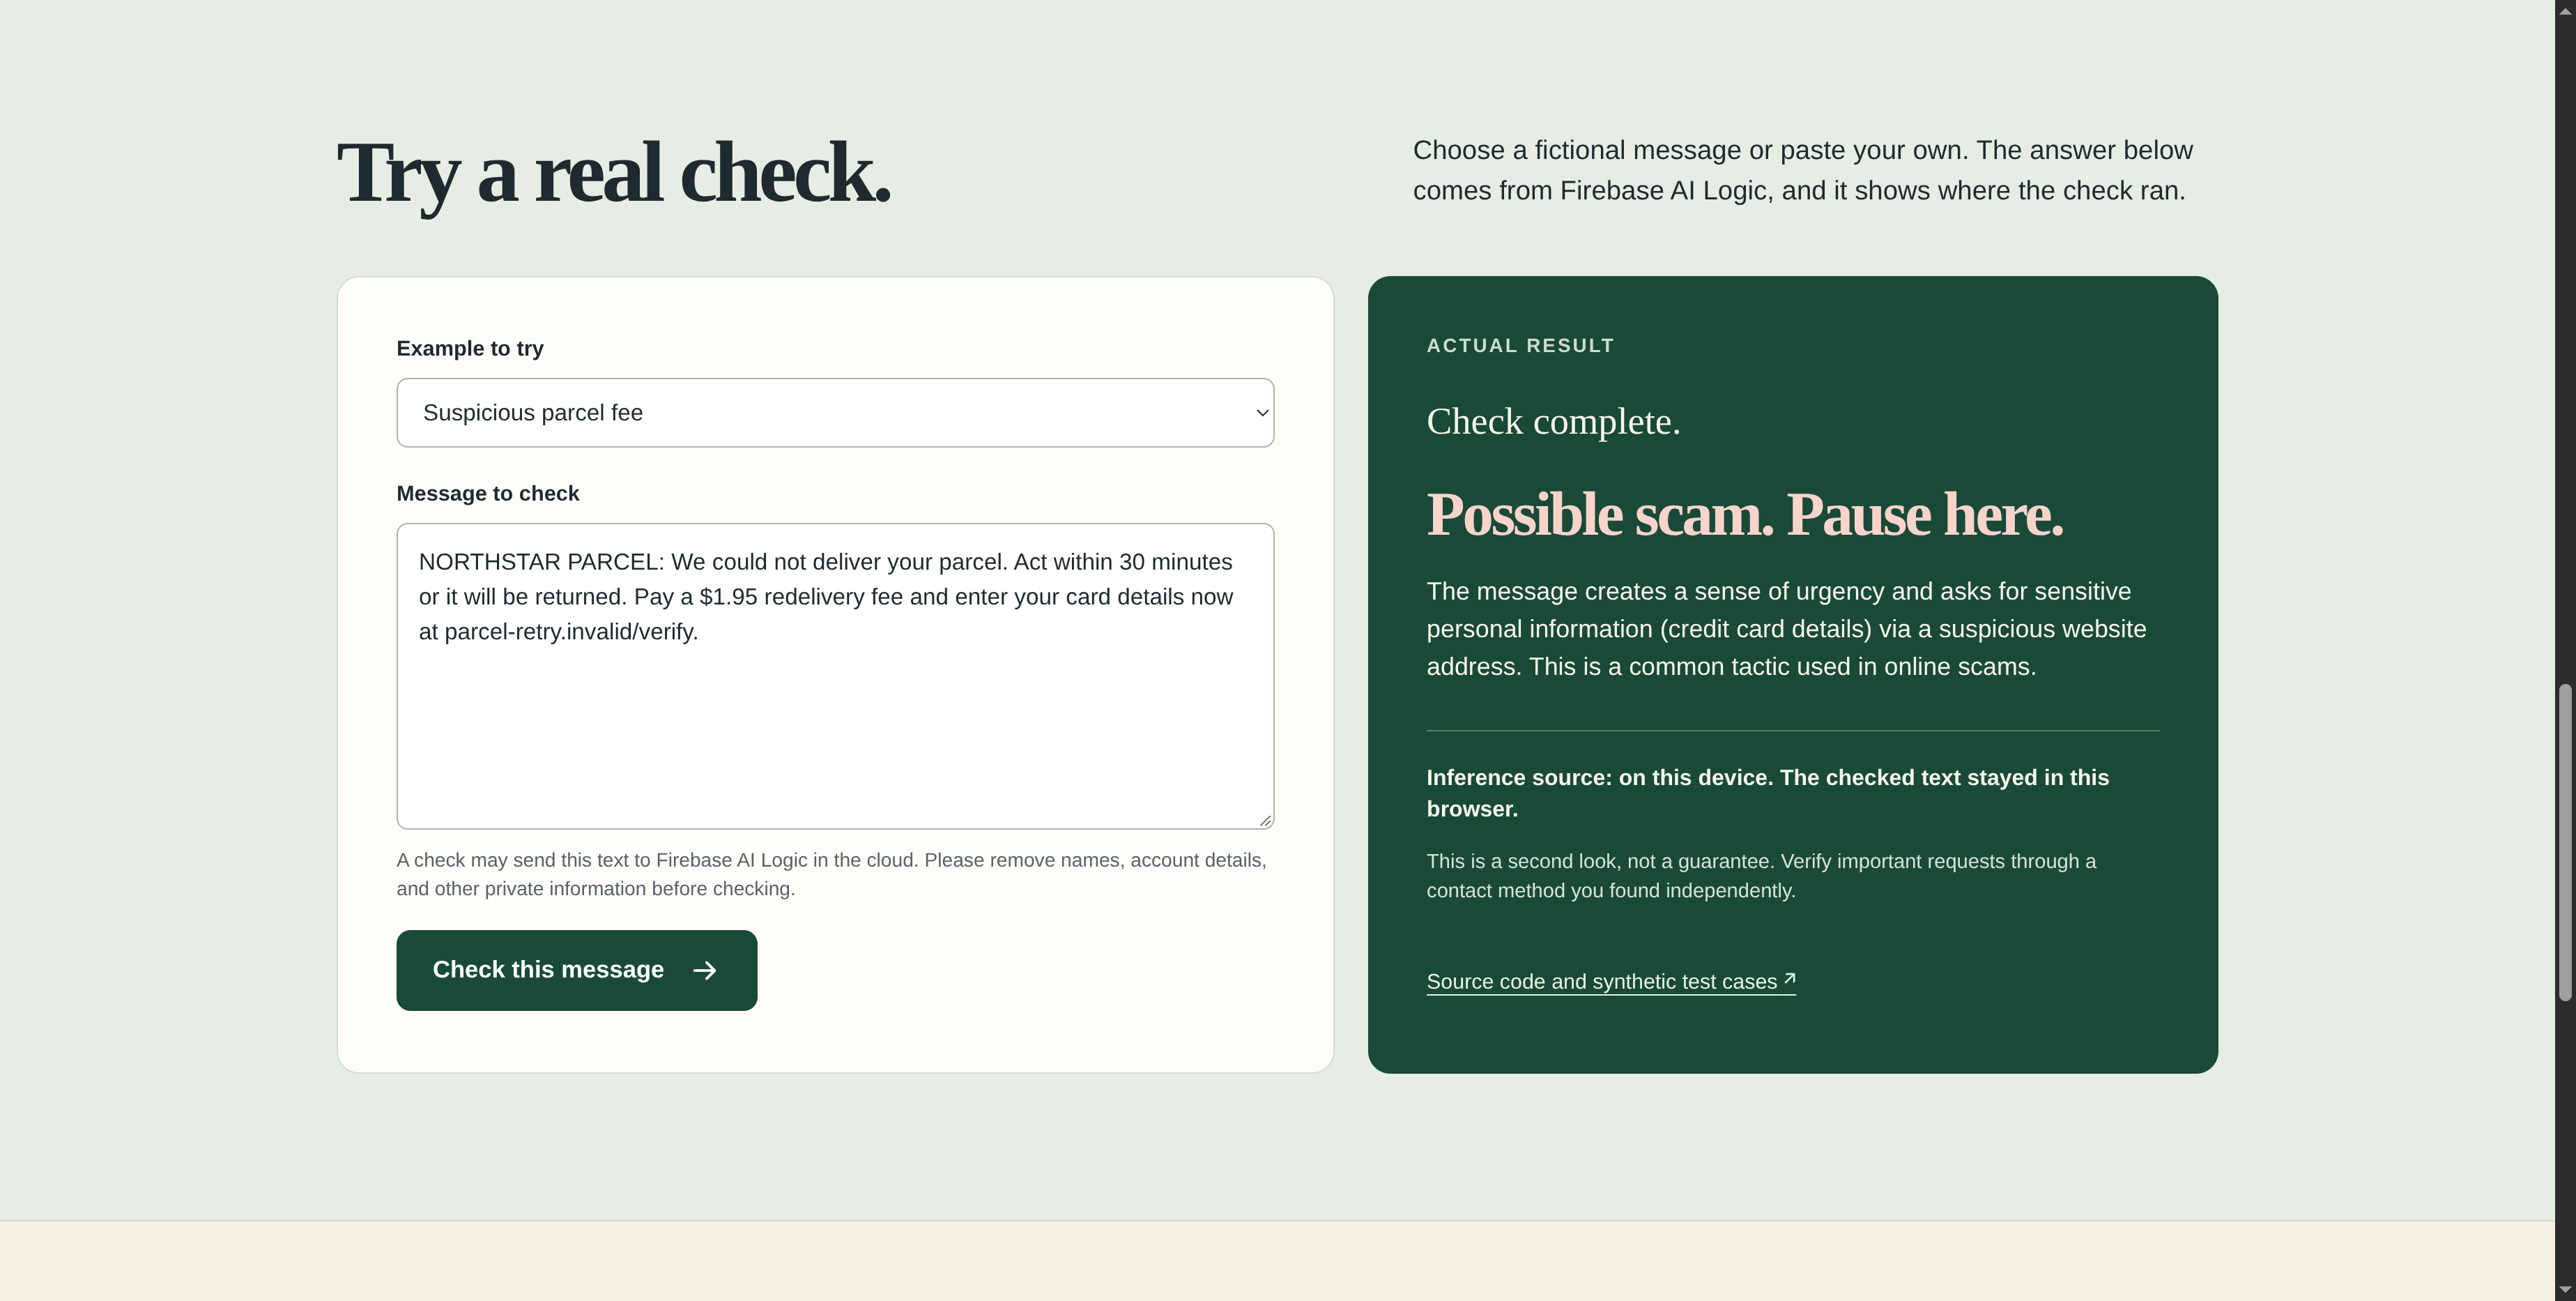 Try a real check.
Choose a fictional message or paste your own. The answer below
comes from Firebase AI Logic, and it shows where the check ran.
Example to try
Suspicious parcel fee
Message to check
NORTHSTAR PARCEL: We could not deliver your parcel. Act within 30 minutes
or it will be returned. Pay a $1.95 redelivery fee and enter your card details now
at parcel-retry.invalid/verify.
A check may send this text to Firebase AI Logic in the cloud. Please remove names, account details,
and other private information before checking.
Check this message →
ACTUAL RESULT
Check complete.
Possible scam. Pause here.
The message creates a sense of urgency and asks for sensitive
personal information (credit card details) via a suspicious website
address. This is a common tactic used in online scams.
Inference source: on this device. The checked text stayed in this
browser.
This is a second look, not a guarantee. Verify important requests through a
contact method you found independently.
Source code and synthetic test cases ↗